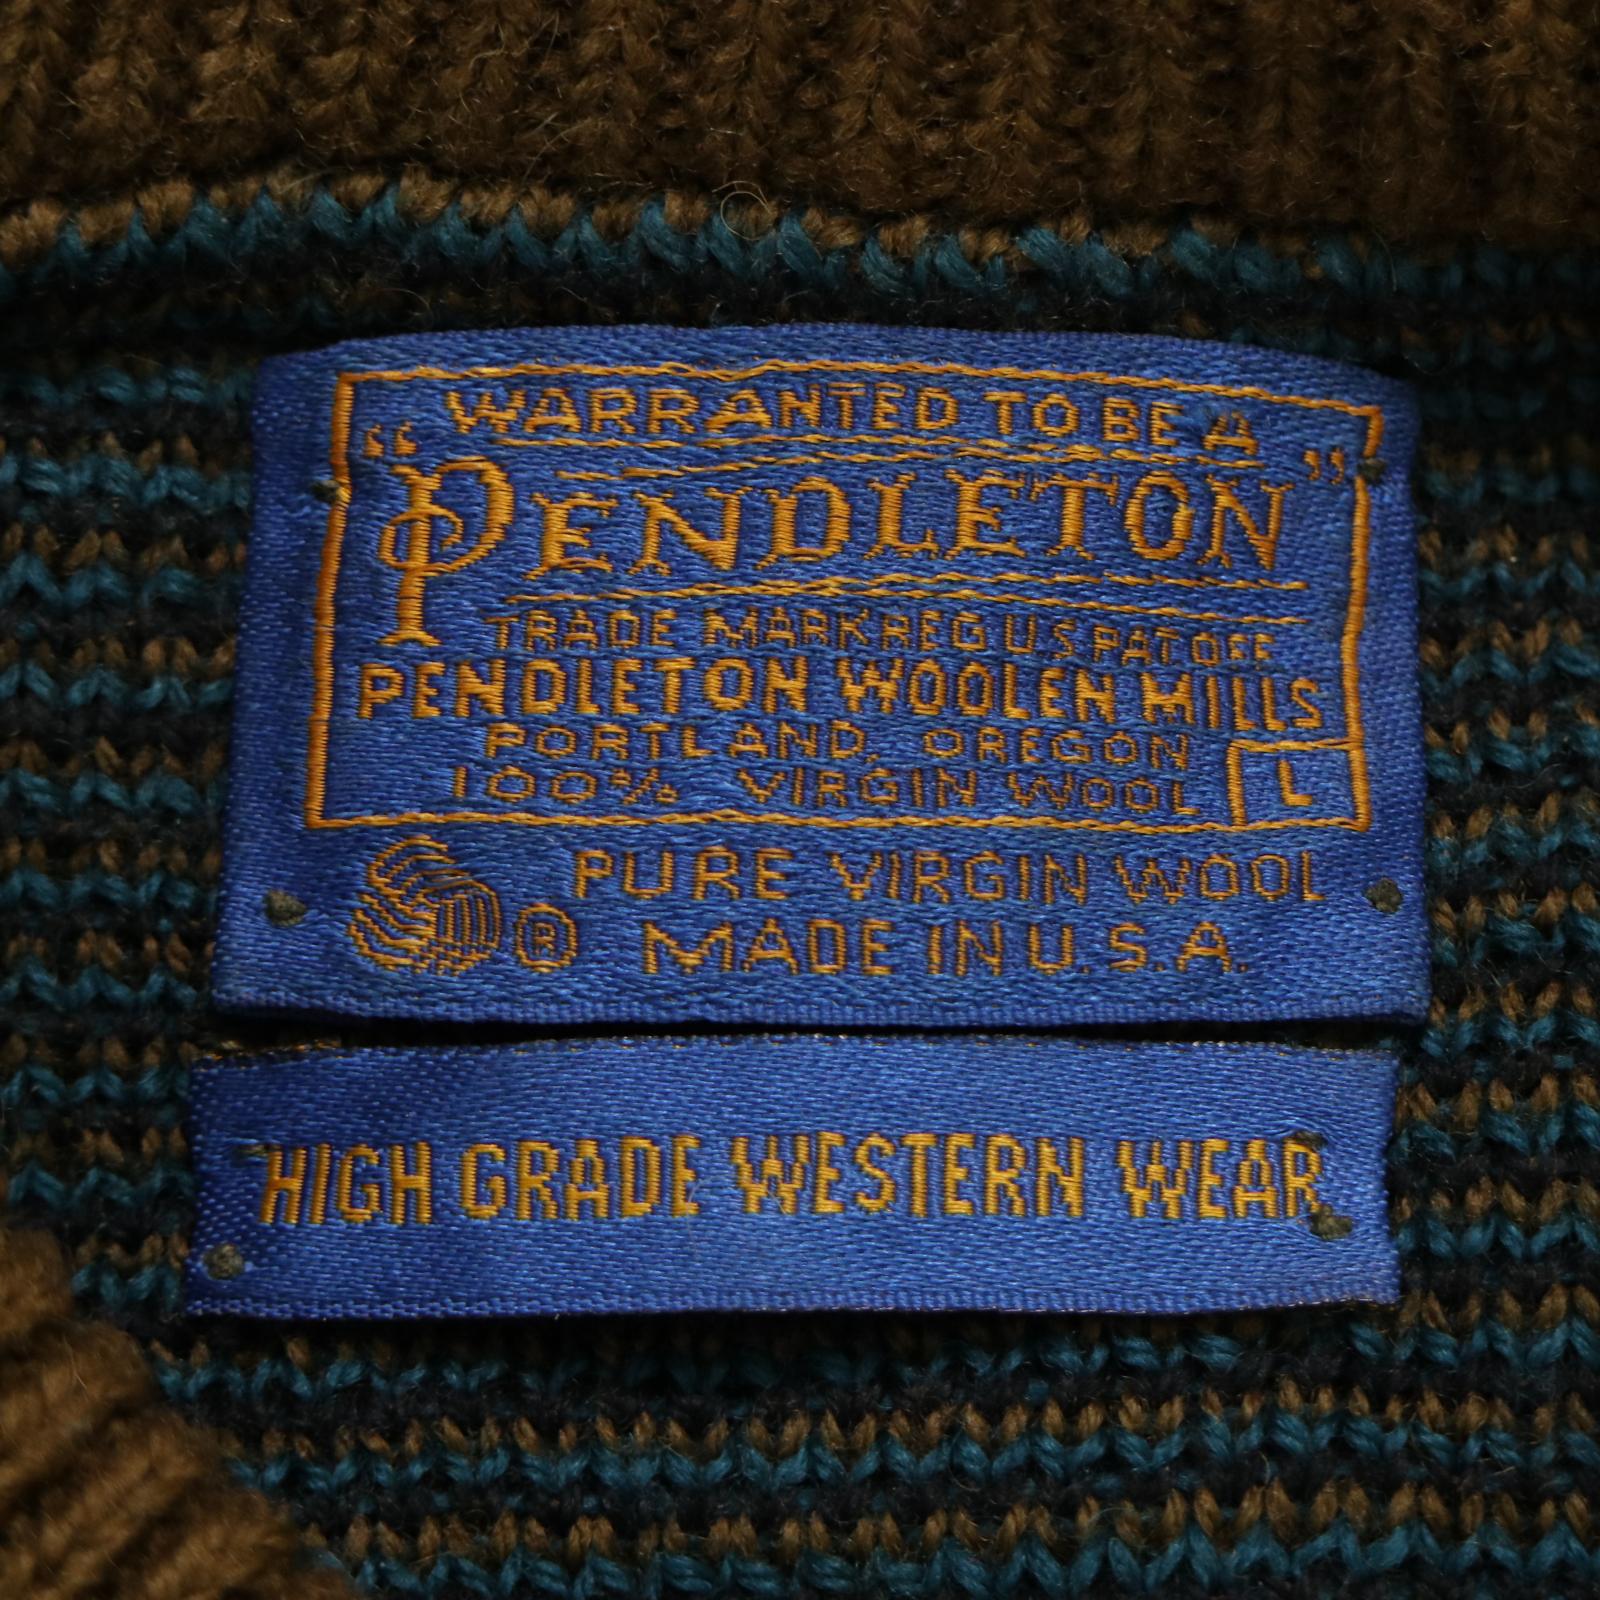 WARRANTED TO BE A
“PENDLETON”
TRADE MARK REG U S PAT OFF
PENDLETON WOOLEN MILLS
PORTLAND, OREGON
100% VIRGIN WOOL L
PURE VIRGIN WOOL
® MADE IN U.S.A.
HIGH GRADE WESTERN WEAR